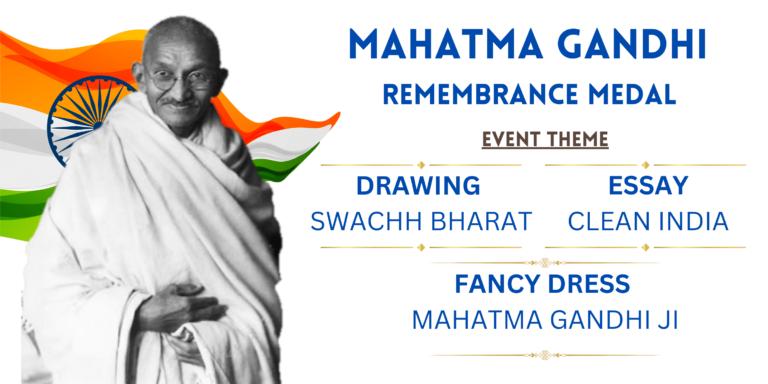 MAHATMA GANDHI
REMEMBRANCE MEDAL
EVENT THEME
DRAWING
SWACHH BHARAT
ESSAY
CLEAN INDIA
FANCY DRESS
MAHATMA GANDHI JI